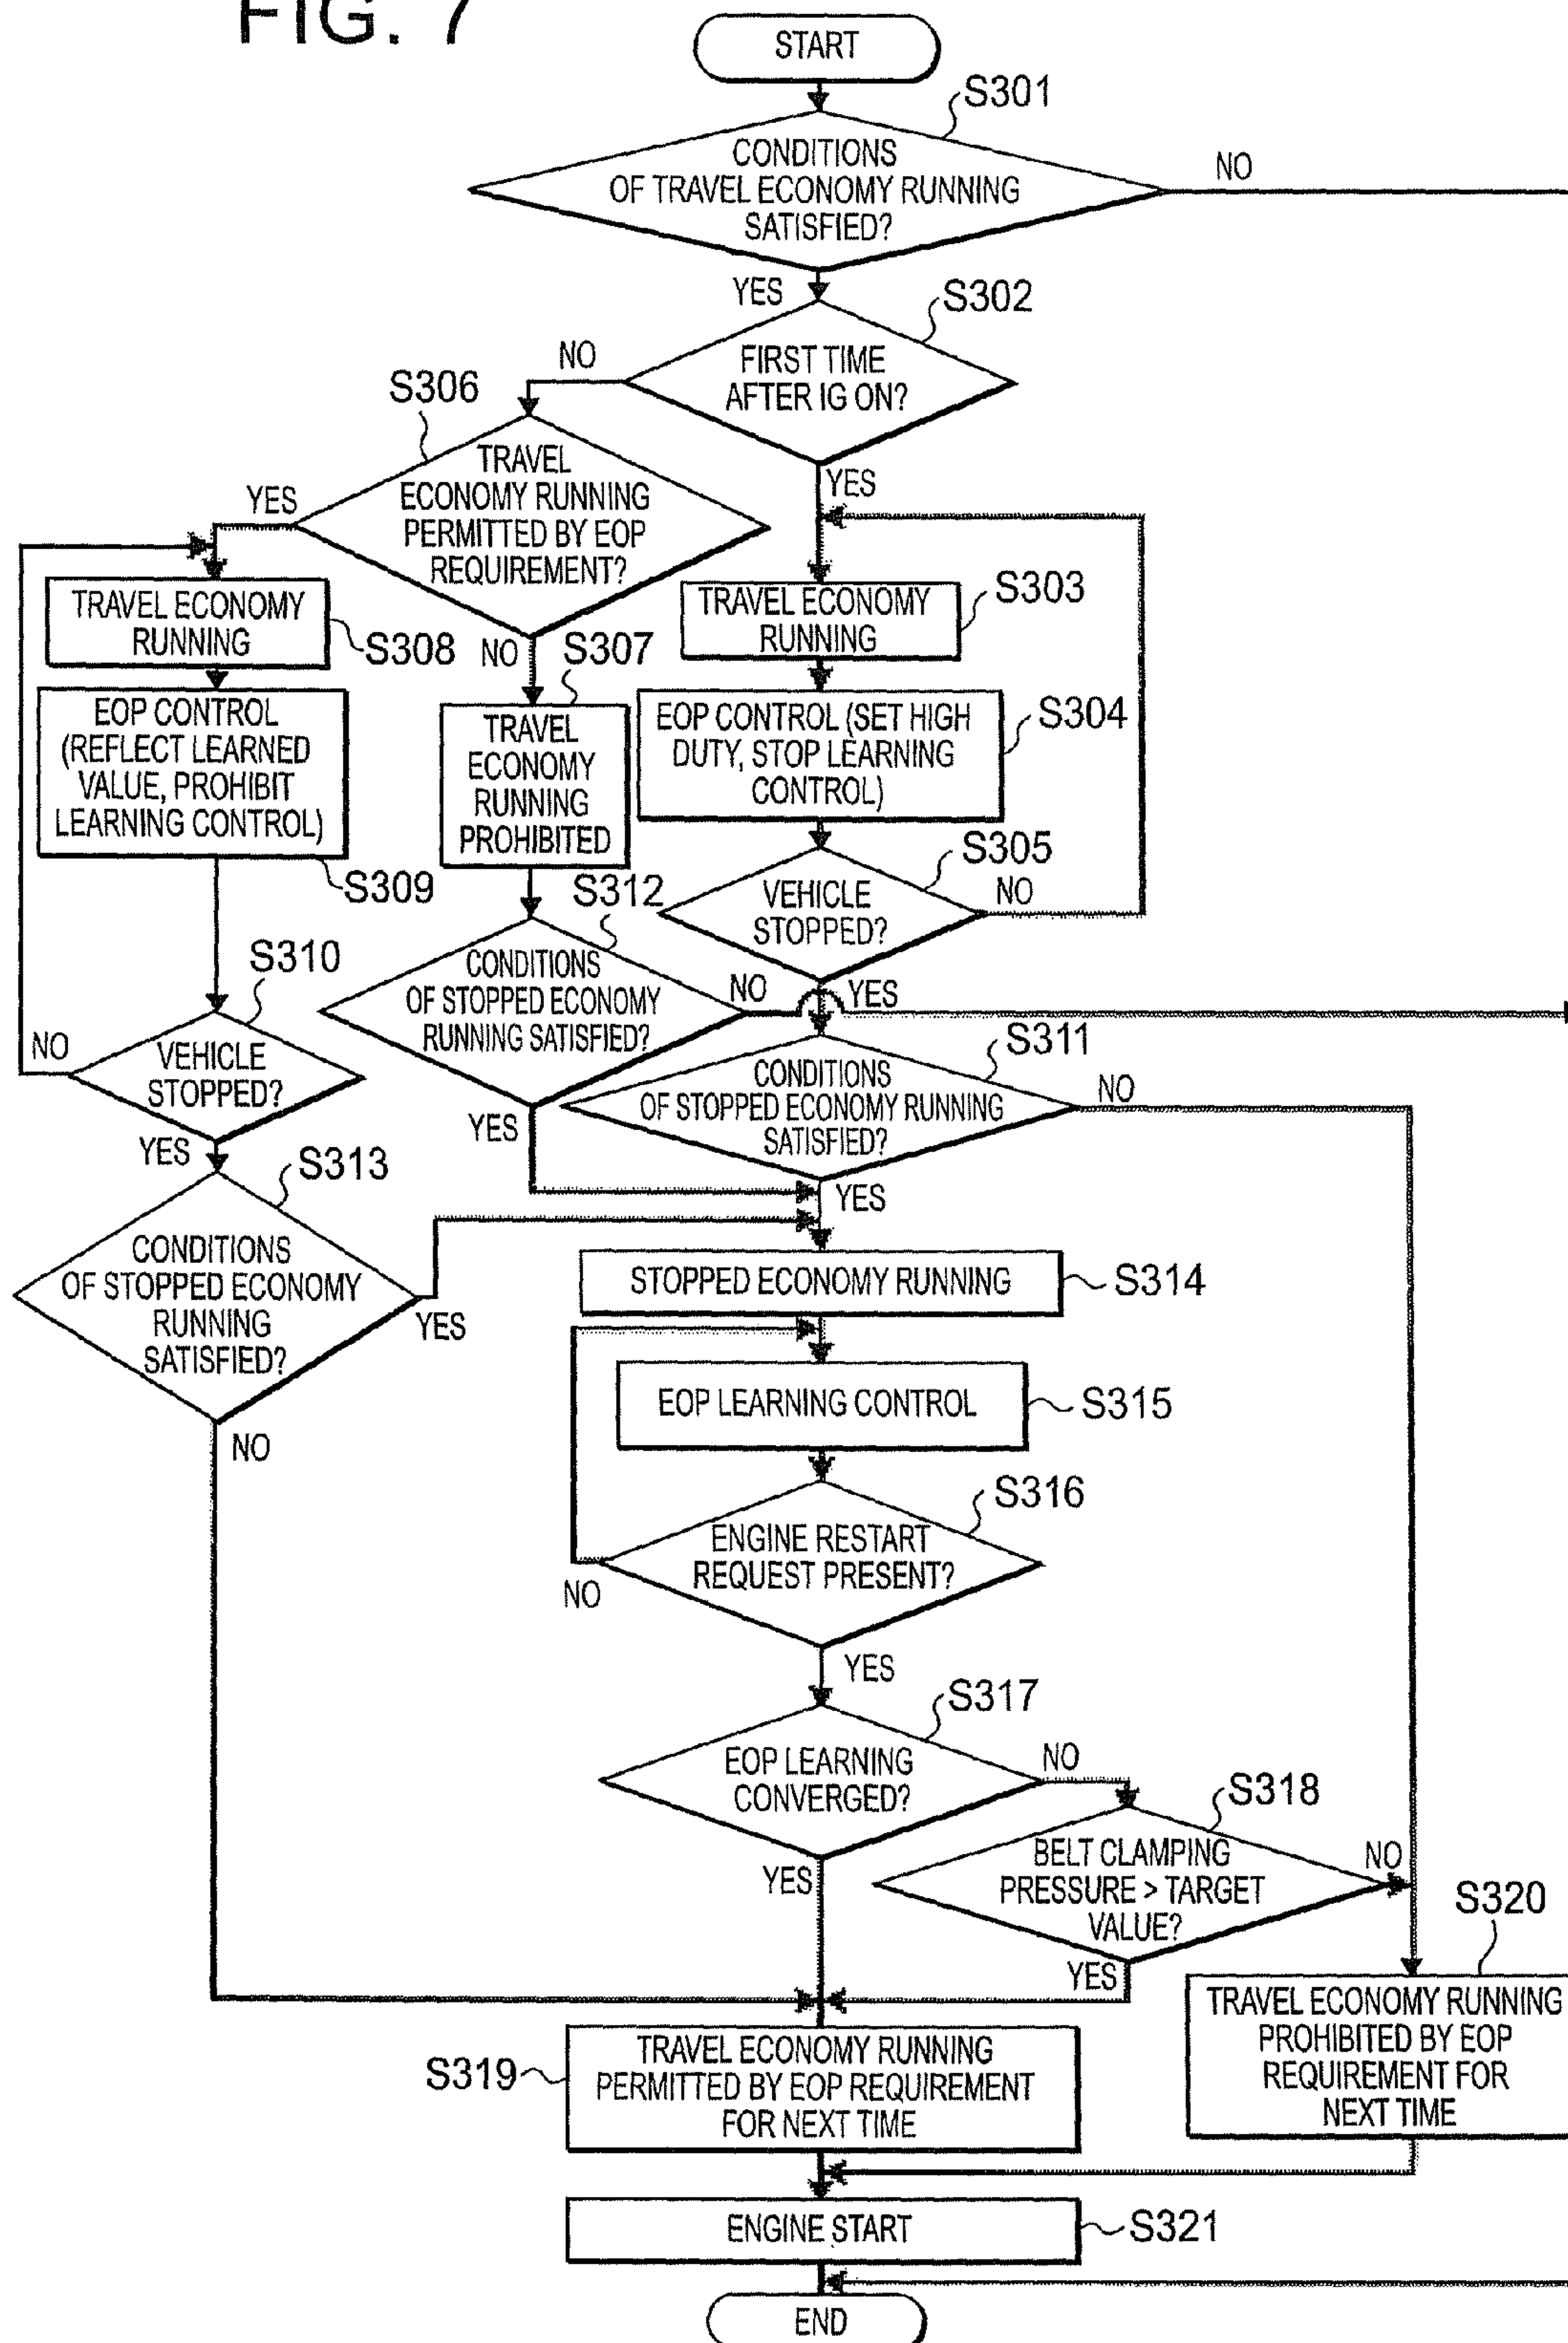 FIG. 7
START
S301
CONDITIONS
OF TRAVEL ECONOMY RUNNING
SATISFIED?
NO
YES
S302
FIRST TIME
AFTER IG ON?
NO
YES
S306
TRAVEL
ECONOMY RUNNING
PERMITTED BY EOP
REQUIREMENT?
YES
NO
TRAVEL ECONOMY
RUNNING
S308
S307
TRAVEL ECONOMY
RUNNING
S303
EOP CONTROL
(REFLECT LEARNED
VALUE, PROHIBIT
LEARNING CONTROL)
S309
TRAVEL
ECONOMY
RUNNING
PROHIBITED
EOP CONTROL (SET HIGH
DUTY, STOP LEARNING
CONTROL)
S304
S305
VEHICLE
STOPPED?
NO
YES
S312
CONDITIONS
OF STOPPED ECONOMY
RUNNING SATISFIED?
NO
YES
S310
VEHICLE
STOPPED?
NO
YES
S311
CONDITIONS
OF STOPPED ECONOMY RUNNING
SATISFIED?
NO
YES
S313
CONDITIONS
OF STOPPED ECONOMY
RUNNING
SATISFIED?
YES
NO
STOPPED ECONOMY RUNNING
S314
EOP LEARNING CONTROL
S315
S316
ENGINE RESTART
REQUEST PRESENT?
NO
YES
S317
EOP LEARNING
CONVERGED?
NO
YES
S318
BELT CLAMPING
PRESSURE > TARGET
VALUE?
NO
YES
S320
TRAVEL ECONOMY RUNNING
PROHIBITED BY EOP
REQUIREMENT FOR
NEXT TIME
S319
TRAVEL ECONOMY RUNNING
PERMITTED BY EOP REQUIREMENT
FOR NEXT TIME
ENGINE START
S321
END